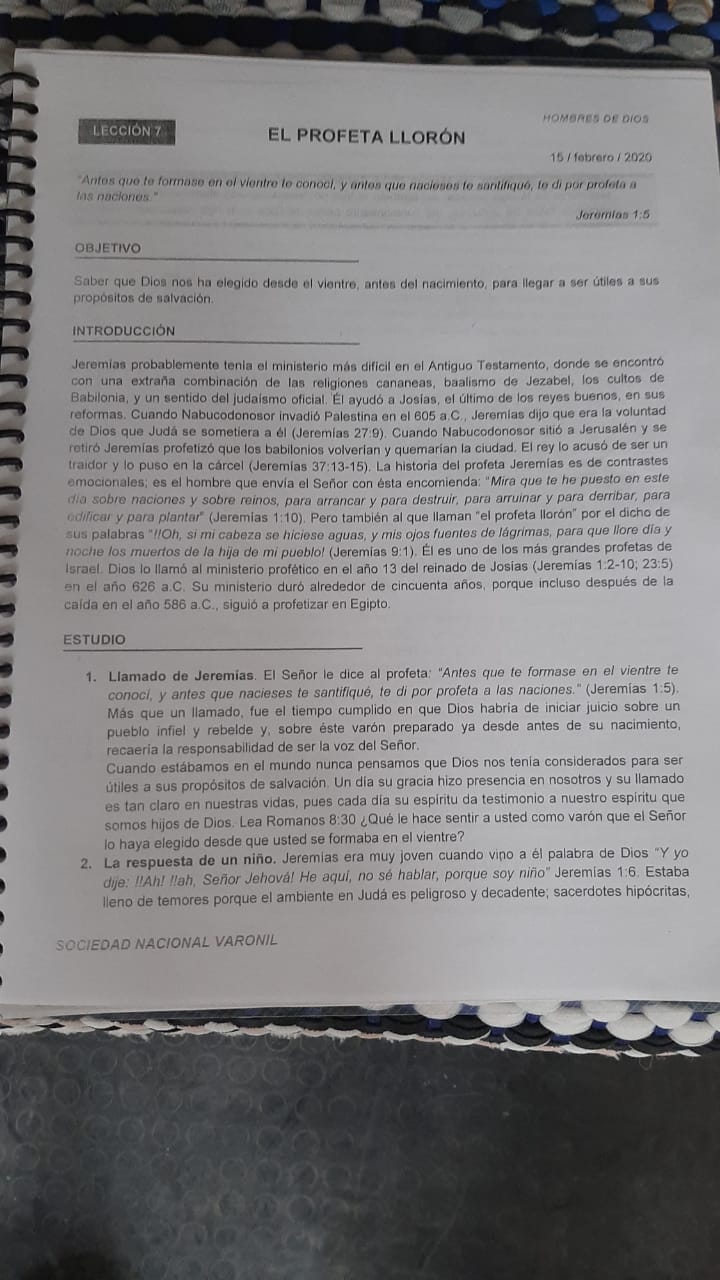 HOMBRES DE DIOS
LECCIÓN 7
EL PROFETA LLORÓN
15 / febrero / 2020
"Antes que te formase en el vientre te conocí, y antes que nacieses te santifiqué, te di por profeta a
las naciones."
Jeremías 1:5
OBJETIVO
Saber que Dios nos ha elegido desde el vientre, antes del nacimiento, para llegar a ser útiles a sus
propósitos de salvación.
INTRODUCCIÓN
Jeremías probablemente tenía el ministerio más difícil en el Antiguo Testamento, donde se encontró
con una extraña combinación de las religiones cananeas, baalismo de Jezabel, los cultos de
Babilonia, y un sentido del judaísmo oficial. Él ayudó a Josías, el último de los reyes buenos, en sus
reformas. Cuando Nabucodonosor invadió Palestina en el 605 a.C., Jeremías dijo que era la voluntad
de Dios que Judá se sometiera a él (Jeremías 27:9). Cuando Nabucodonosor sitió a Jerusalén y se
retiró Jeremías profetizó que los babilonios volverían y quemarían la ciudad. El rey lo acusó de ser un
traidor y lo puso en la cárcel (Jeremías 37:13-15). La historia del profeta Jeremías es de contrastes
emocionales; es el hombre que envía el Señor con ésta encomienda: "Mira que te he puesto en este
día sobre naciones y sobre reinos, para arrancar y para destruir, para arruinar y para derribar, para
edificar y para plantar" (Jeremías 1:10). Pero también al que llaman "el profeta llorón" por el dicho de
sus palabras "!!Oh, si mi cabeza se hiciese aguas, y mis ojos fuentes de lágrimas, para que llore día y
noche los muertos de la hija de mi pueblo! (Jeremías 9:1). Él es uno de los más grandes profetas de
Israel. Dios lo llamó al ministerio profético en el año 13 del reinado de Josías (Jeremías 1:2-10; 23:5)
en el año 626 a.C. Su ministerio duró alrededor de cincuenta años, porque incluso después de la
caída en el año 586 a.C., siguió a profetizar en Egipto.
ESTUDIO
1. Llamado de Jeremías. El Señor le dice al profeta: "Antes que te formase en el vientre te
conocí, y antes que nacieses te santifiqué, te di por profeta a las naciones." (Jeremías 1:5).
Más que un llamado, fue el tiempo cumplido en que Dios habría de iniciar juicio sobre un
pueblo infiel y rebelde y, sobre éste varón preparado ya desde antes de su nacimiento,
recaería la responsabilidad de ser la voz del Señor.
Cuando estábamos en el mundo nunca pensamos que Dios nos tenía considerados para ser
útiles a sus propósitos de salvación. Un día su gracia hizo presencia en nosotros y su llamado
es tan claro en nuestras vidas, pues cada día su espíritu da testimonio a nuestro espíritu que
somos hijos de Dios. Lea Romanos 8:30 ¿Qué le hace sentir a usted como varón que el Señor
lo haya elegido desde que usted se formaba en el vientre?
2. La respuesta de un niño. Jeremías era muy joven cuando vino a él palabra de Dios "Y yo
dije: !!Ah! !!ah, Señor Jehová! He aquí, no sé hablar, porque soy niño" Jeremías 1:6. Estaba
lleno de temores porque el ambiente en Judá es peligroso y decadente; sacerdotes hipócritas,
SOCIEDAD NACIONAL VARONIL